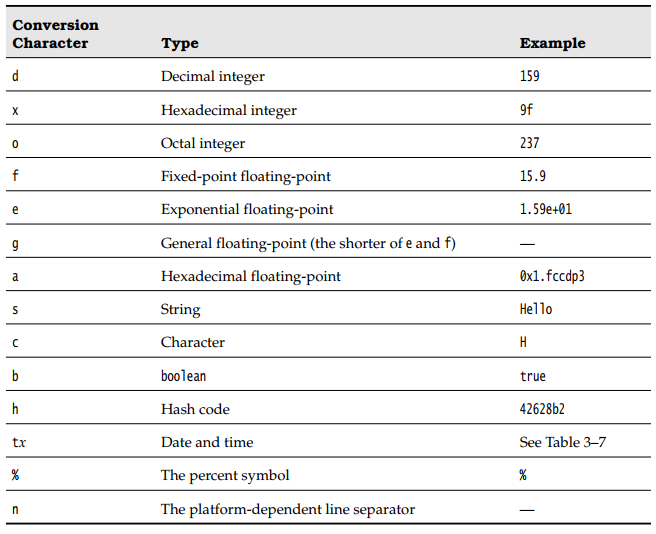 Conversion
Character Type Example
d Decimal integer 159
x Hexadecimal integer 9f
o Octal integer 237
f Fixed-point floating-point 15.9
e Exponential floating-point 1.59e+01
g General floating-point (the shorter of e and f) —
a Hexadecimal floating-point 0x1.fccdp3
s String Hello
c Character H
b boolean true
h Hash code 42628b2
tx Date and time See Table 3–7
% The percent symbol %
n The platform-dependent line separator —